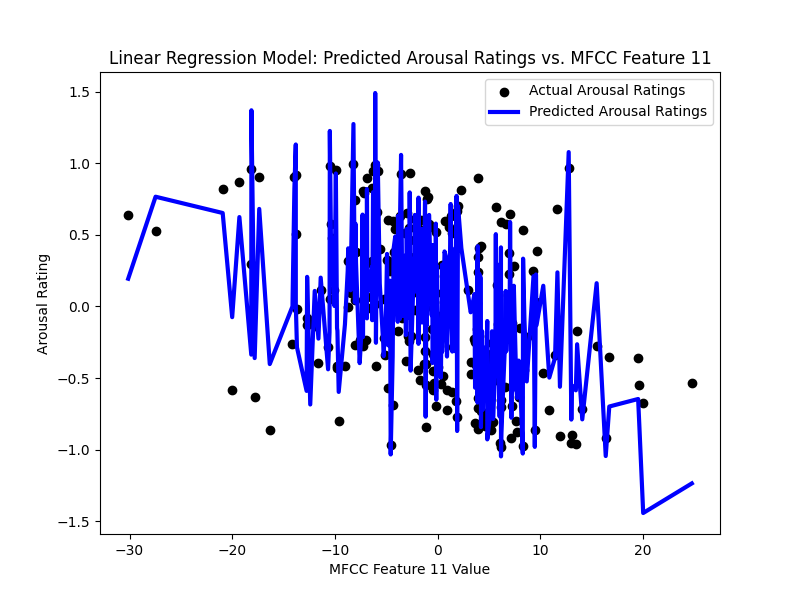 Linear Regression Model: Predicted Arousal Ratings vs. MFCC Feature 11
Actual Arousal Ratings
Predicted Arousal Ratings
1.5
1.0
0.5
0.0
−0.5
−1.0
−1.5
Arousal Rating
−30 −20 −10 0 10 20
MFCC Feature 11 Value